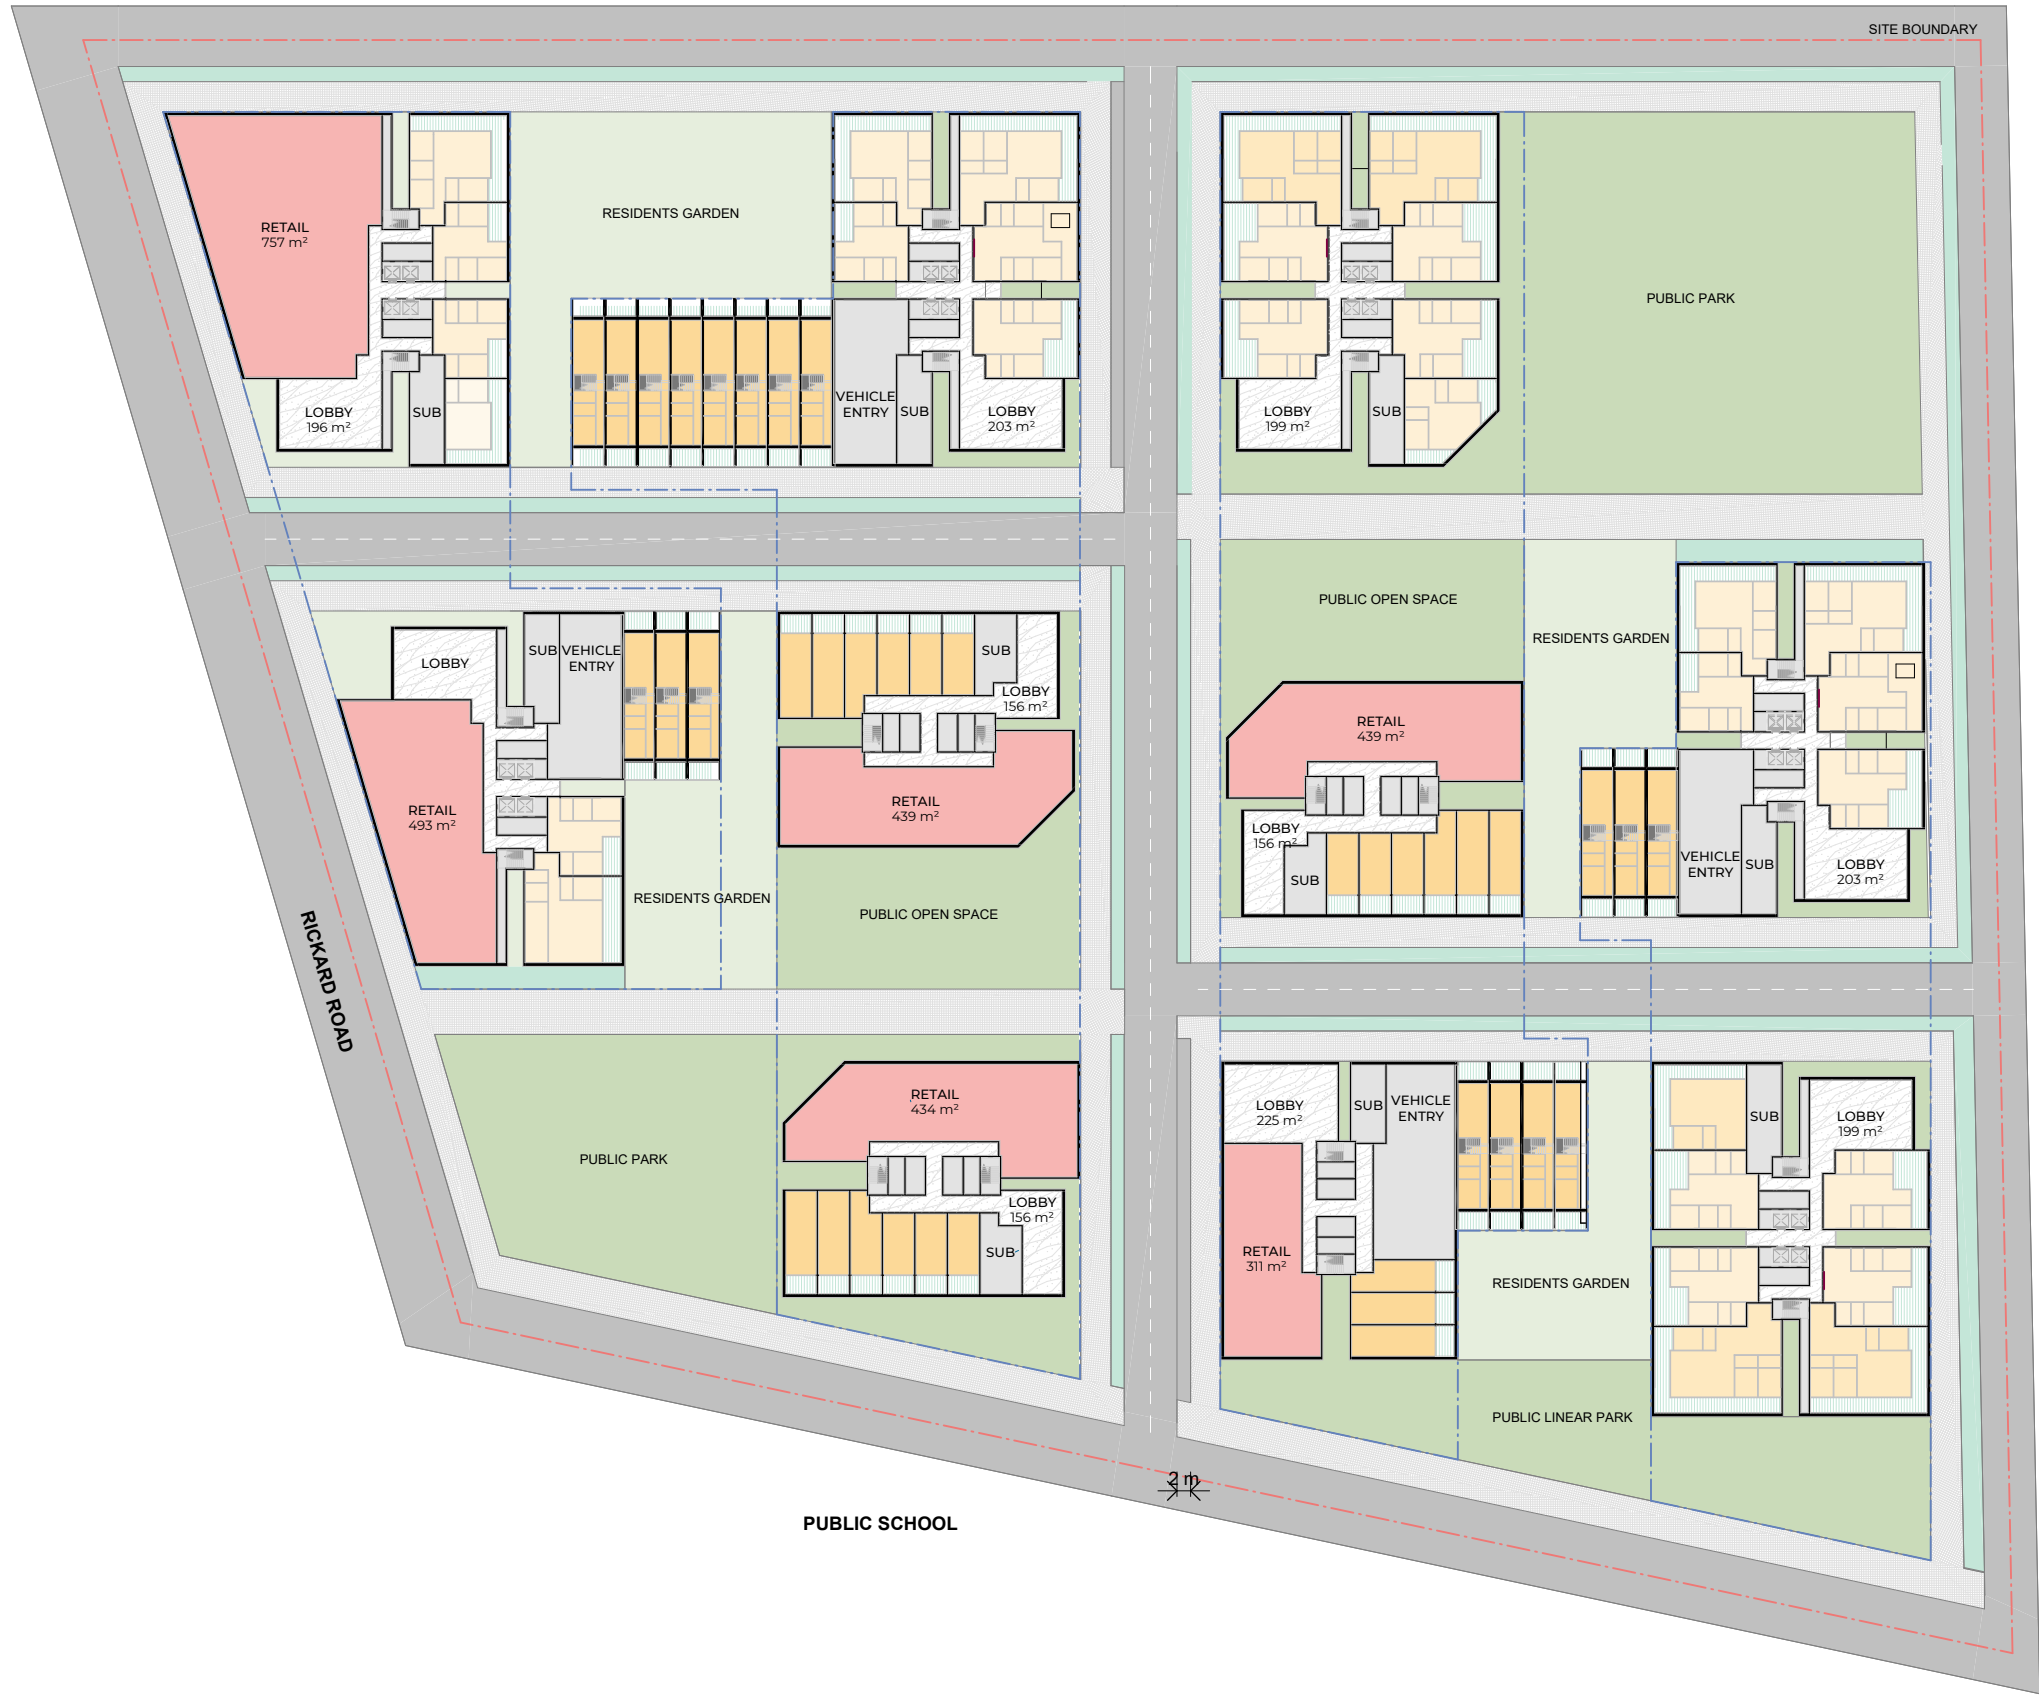 SITE BOUNDARY
RETAIL
757 m²
RESIDENTS GARDEN
LOBBY
196 m²
SUB
VEHICLE
ENTRY
SUB
LOBBY
203 m²
PUBLIC PARK
LOBBY
199 m²
SUB
LOBBY
SUB
VEHICLE
ENTRY
SUB
LOBBY
156 m²
RETAIL
493 m²
RETAIL
439 m²
RESIDENTS GARDEN
PUBLIC OPEN SPACE
PUBLIC OPEN SPACE
RESIDENTS GARDEN
RETAIL
439 m²
LOBBY
156 m²
SUB
VEHICLE
ENTRY
SUB
LOBBY
203 m²
RICKARD ROAD
RETAIL
434 m²
PUBLIC PARK
LOBBY
156 m²
SUB
LOBBY
225 m²
SUB
VEHICLE
ENTRY
SUB
LOBBY
199 m²
RETAIL
311 m²
RESIDENTS GARDEN
PUBLIC LINEAR PARK
2 m
PUBLIC SCHOOL